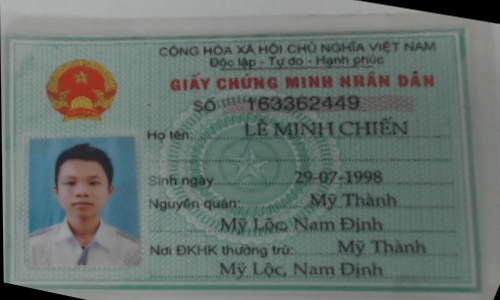 CỘNG HÒA XÃ HỘI CHỦ NGHĨA VIỆT NAM
Độc lập - Tự do - Hạnh phúc
GIẤY CHỨNG MINH NHÂN DÂN
SỐ 163362449
Họ tên: LÊ MINH CHIẾN
Sinh ngày 29-07-1998
Nguyên quán: Mỹ Thành
Mỹ Lộc, Nam Định
Nơi ĐKHK thường trú: Mỹ Thành
Mỹ Lộc, Nam Định